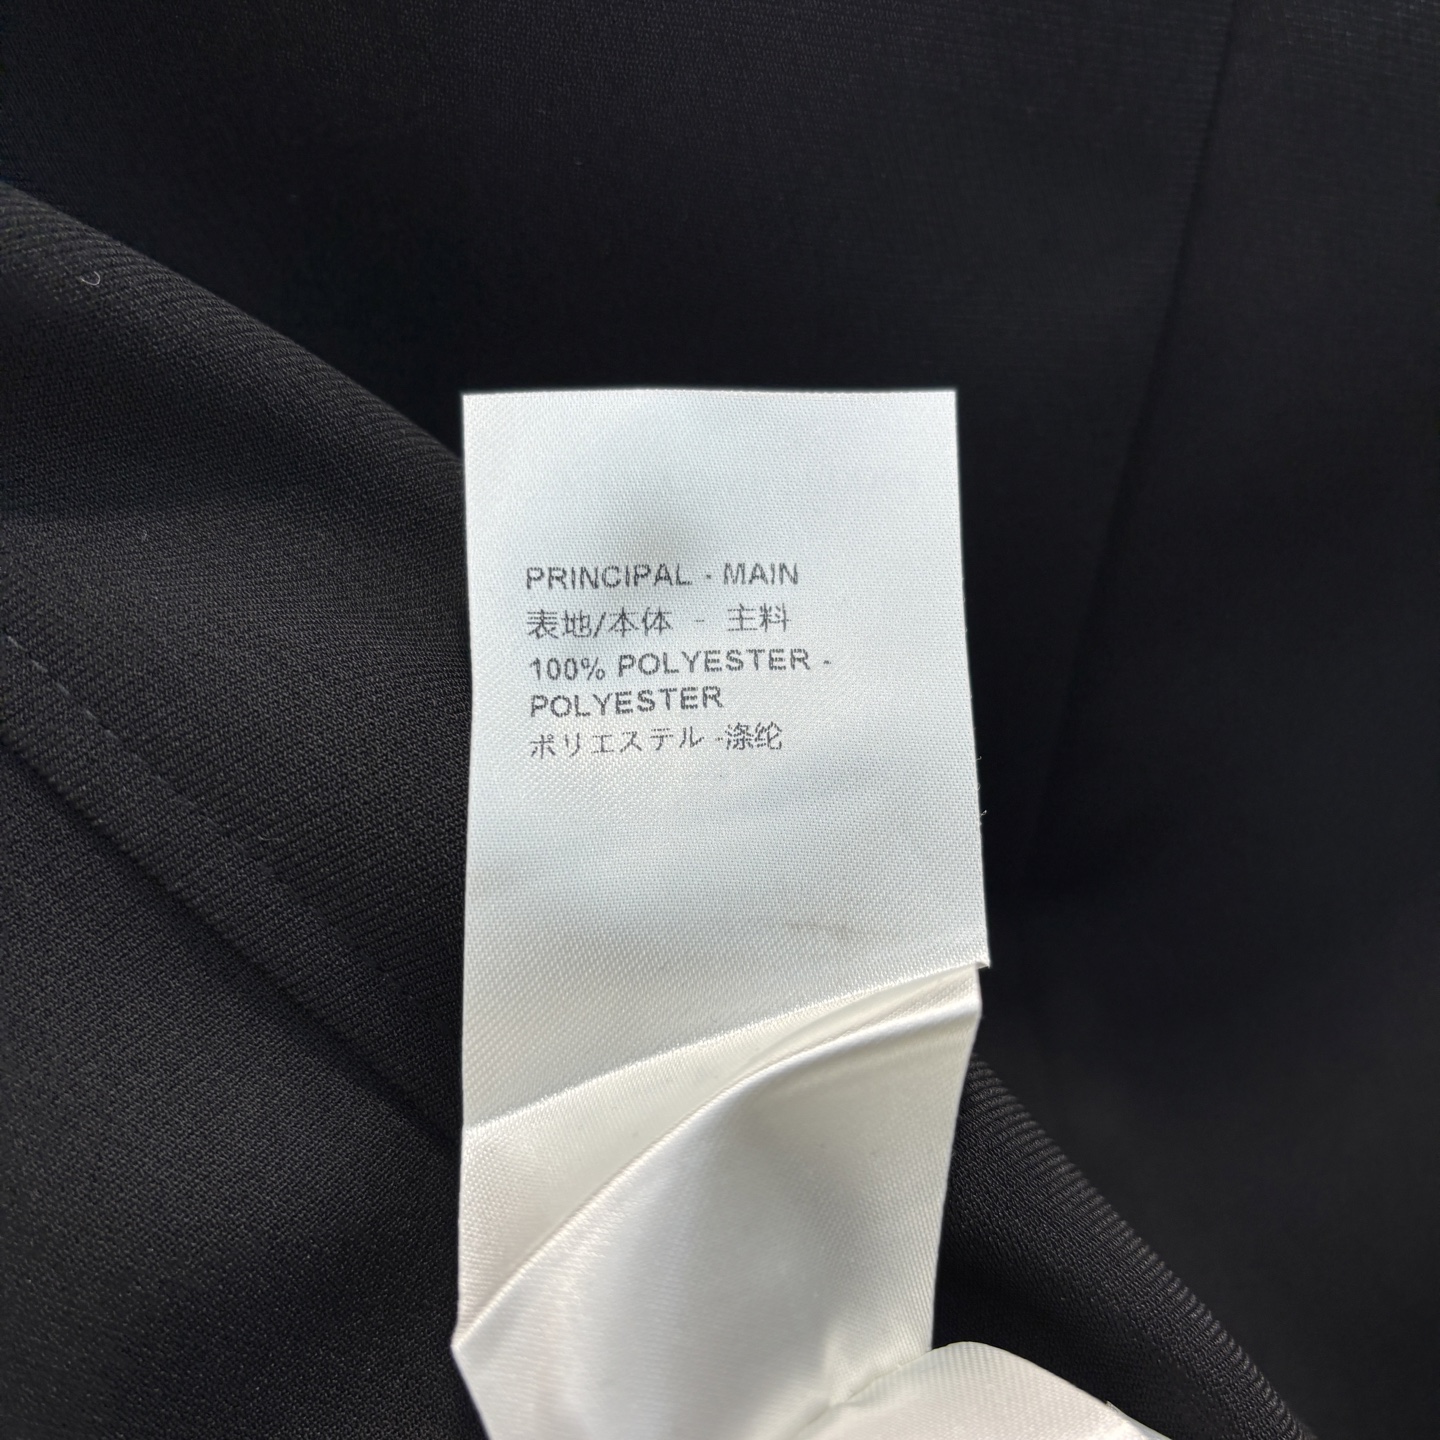 PRINCIPAL - MAIN
表地/本体 - 主料
100% POLYESTER -
POLYESTER
ポリエステル -涤纶